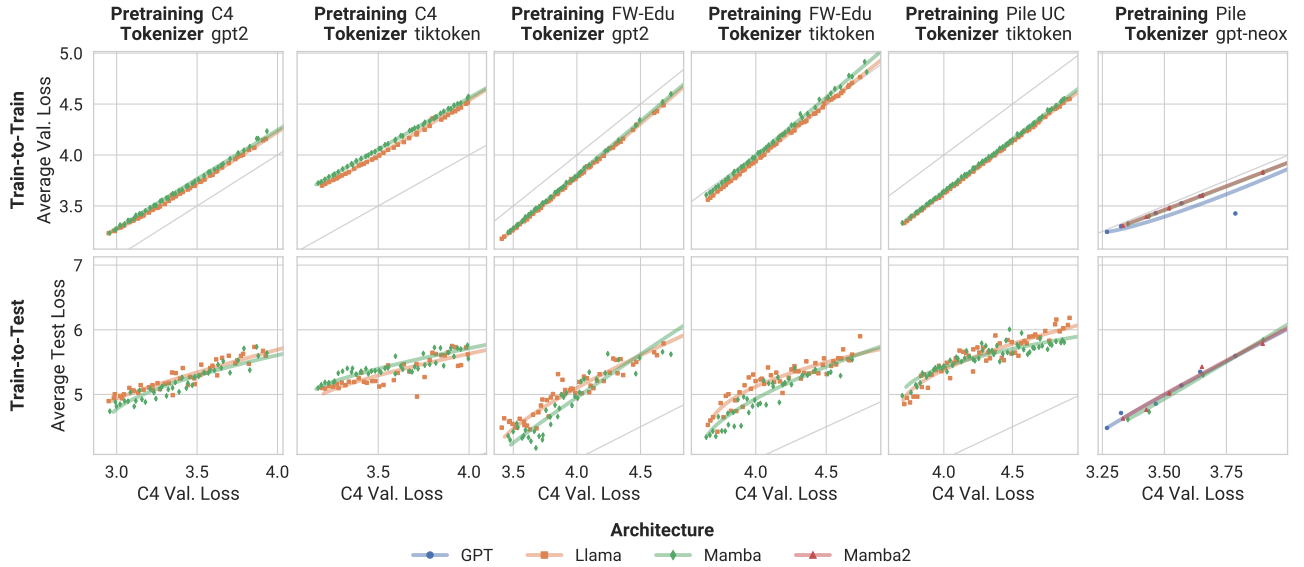 Pretraining C4
Tokenizer gpt2
Pretraining C4
Tokenizer tiktoken
Pretraining FW-Edu
Tokenizer gpt2
Pretraining FW-Edu
Tokenizer tiktoken
Pretraining Pile UC
Tokenizer tiktoken
Pretraining Pile
Tokenizer gpt-neox
Train-to-Train
Average Val. Loss
5.0
4.5
4.0
3.5
Train-to-Test
Average Test Loss
7
6
5
3.0 3.5 4.0
C4 Val. Loss
3.5 4.0
C4 Val. Loss
3.5 4.0 4.5
C4 Val. Loss
4.0 4.5
C4 Val. Loss
4.0 4.5
C4 Val. Loss
3.25 3.50 3.75
C4 Val. Loss
Architecture
GPT Llama Mamba Mamba2